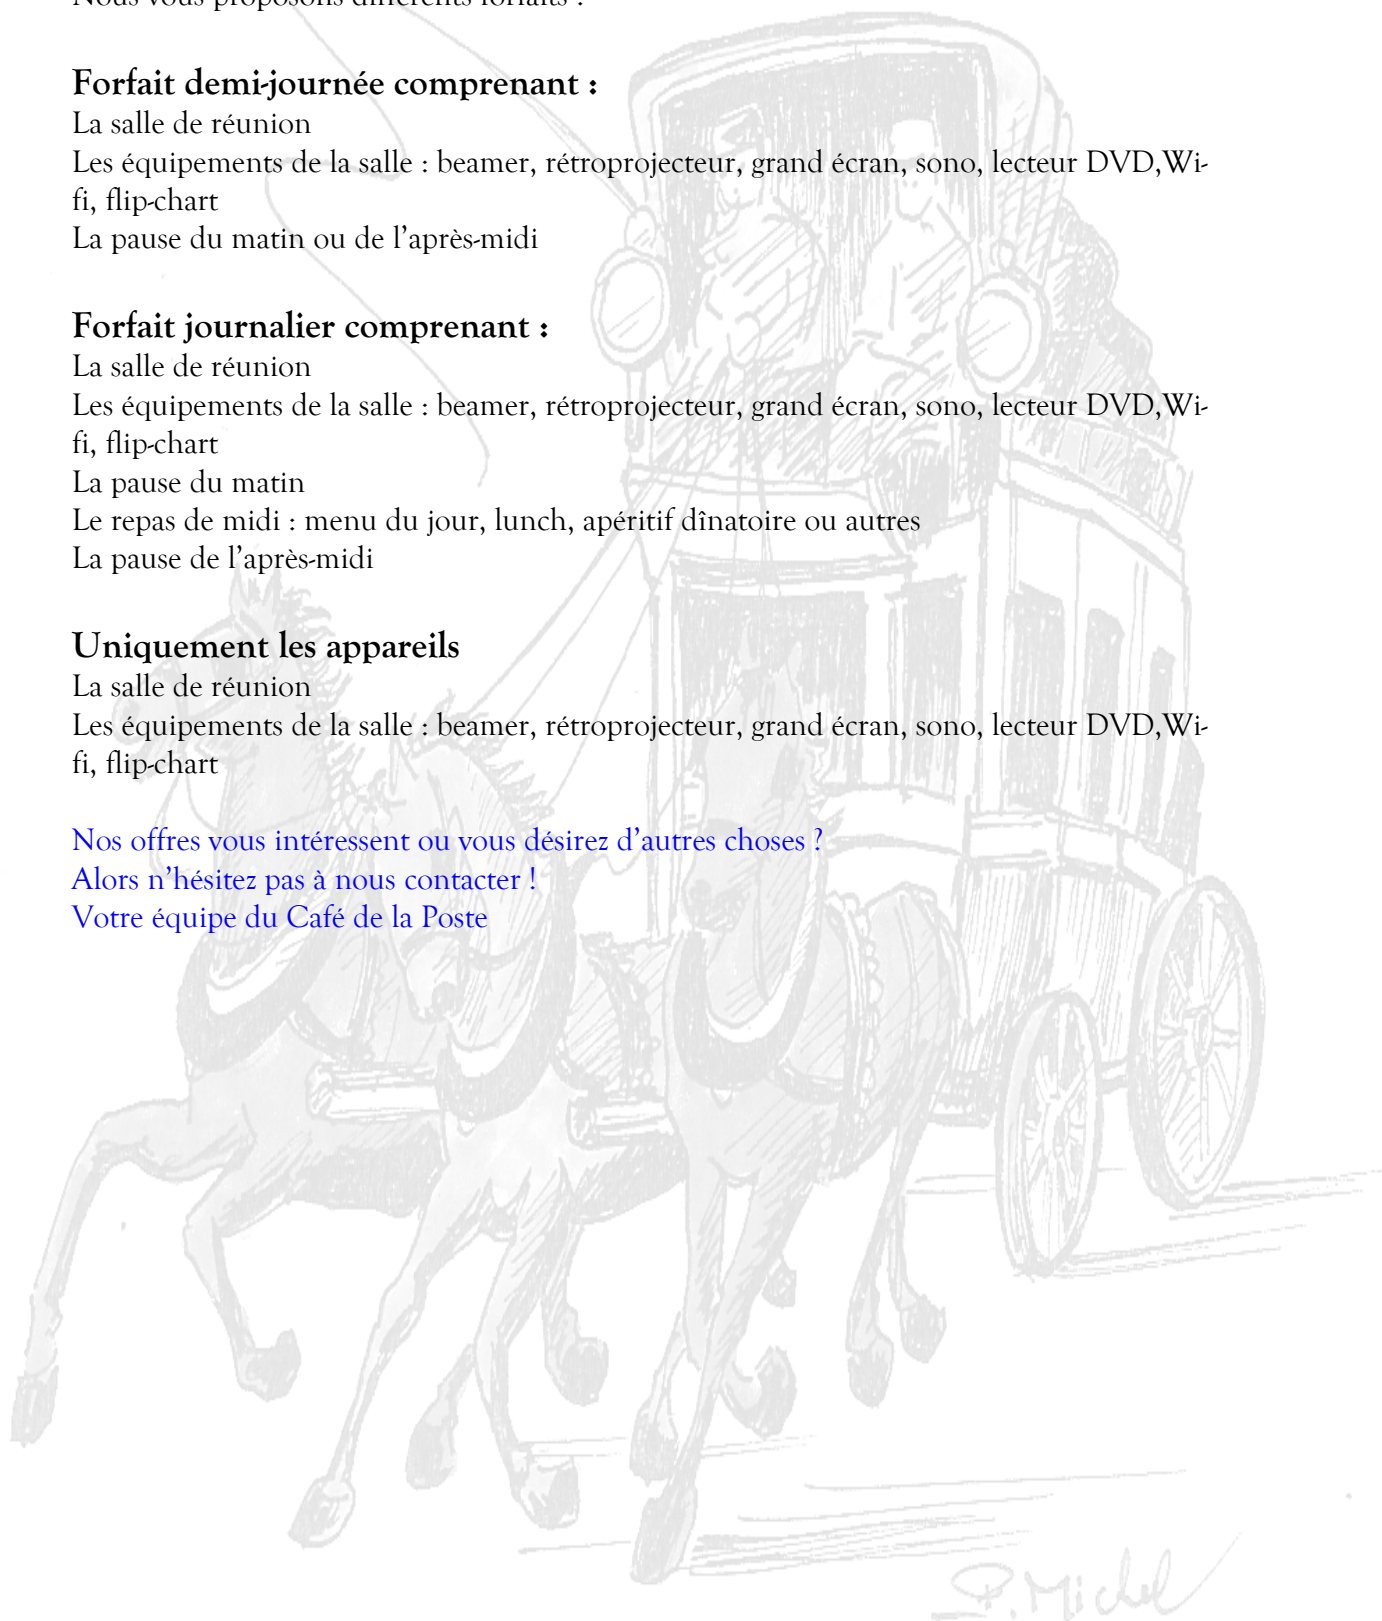 Nous vous proposons différents forfaits :
Forfait demi-journée comprenant :
La salle de réunion
Les équipements de la salle : beamer, rétroprojecteur, grand écran, sono, lecteur DVD,Wi-
fi, flip-chart
La pause du matin ou de l’après-midi
Forfait journalier comprenant :
La salle de réunion
Les équipements de la salle : beamer, rétroprojecteur, grand écran, sono, lecteur DVD,Wi-
fi, flip-chart
La pause du matin
Le repas de midi : menu du jour, lunch, apéritif dînatoire ou autres
La pause de l’après-midi
Uniquement les appareils
La salle de réunion
Les équipements de la salle : beamer, rétroprojecteur, grand écran, sono, lecteur DVD,Wi-
fi, flip-chart
Nos offres vous intéressent ou vous désirez d’autres choses ?
Alors n’hésitez pas à nous contacter !
Votre équipe du Café de la Poste
P. Michel